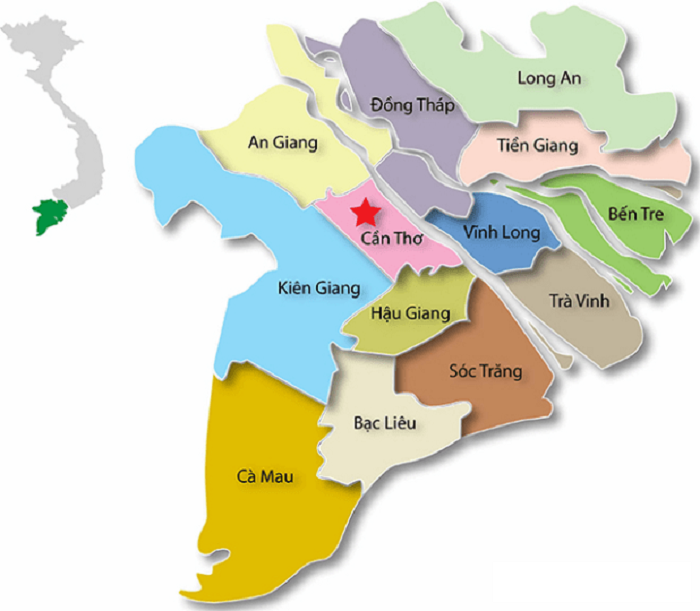 Long An
Đồng Tháp
An Giang
Tiền Giang
Bến Tre
Cần Thơ
Vĩnh Long
Kiên Giang
Trà Vinh
Hậu Giang
Sóc Trăng
Bạc Liêu
Cà Mau